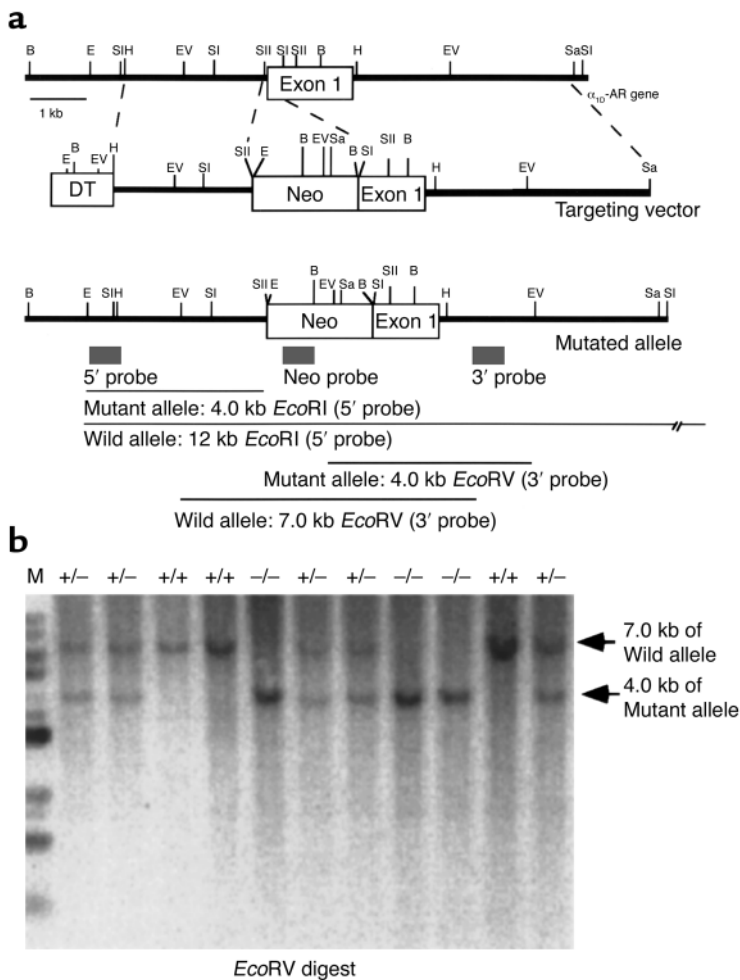 a
B E SI H EV SI SII SI SII B H EV Sa SI
Exon 1
1 kb
α1D-AR gene
E B EV H EV SI SII E B EV Sa B SI SII B H EV Sa
DT Neo Exon 1
Targeting vector
B E SI H EV SI SII E B EV Sa B SI SII B H EV Sa SI
Neo Exon 1
Mutated allele
5′ probe Neo probe 3′ probe
Mutant allele: 4.0 kb EcoRI (5′ probe)
Wild allele: 12 kb EcoRI (5′ probe)
Mutant allele: 4.0 kb EcoRV (3′ probe)
Wild allele: 7.0 kb EcoRV (3′ probe)
b
M +/– +/– +/+ +/+ –/– +/– +/– –/– –/– +/+ +/–
7.0 kb of
Wild allele
4.0 kb of
Mutant allele
EcoRV digest